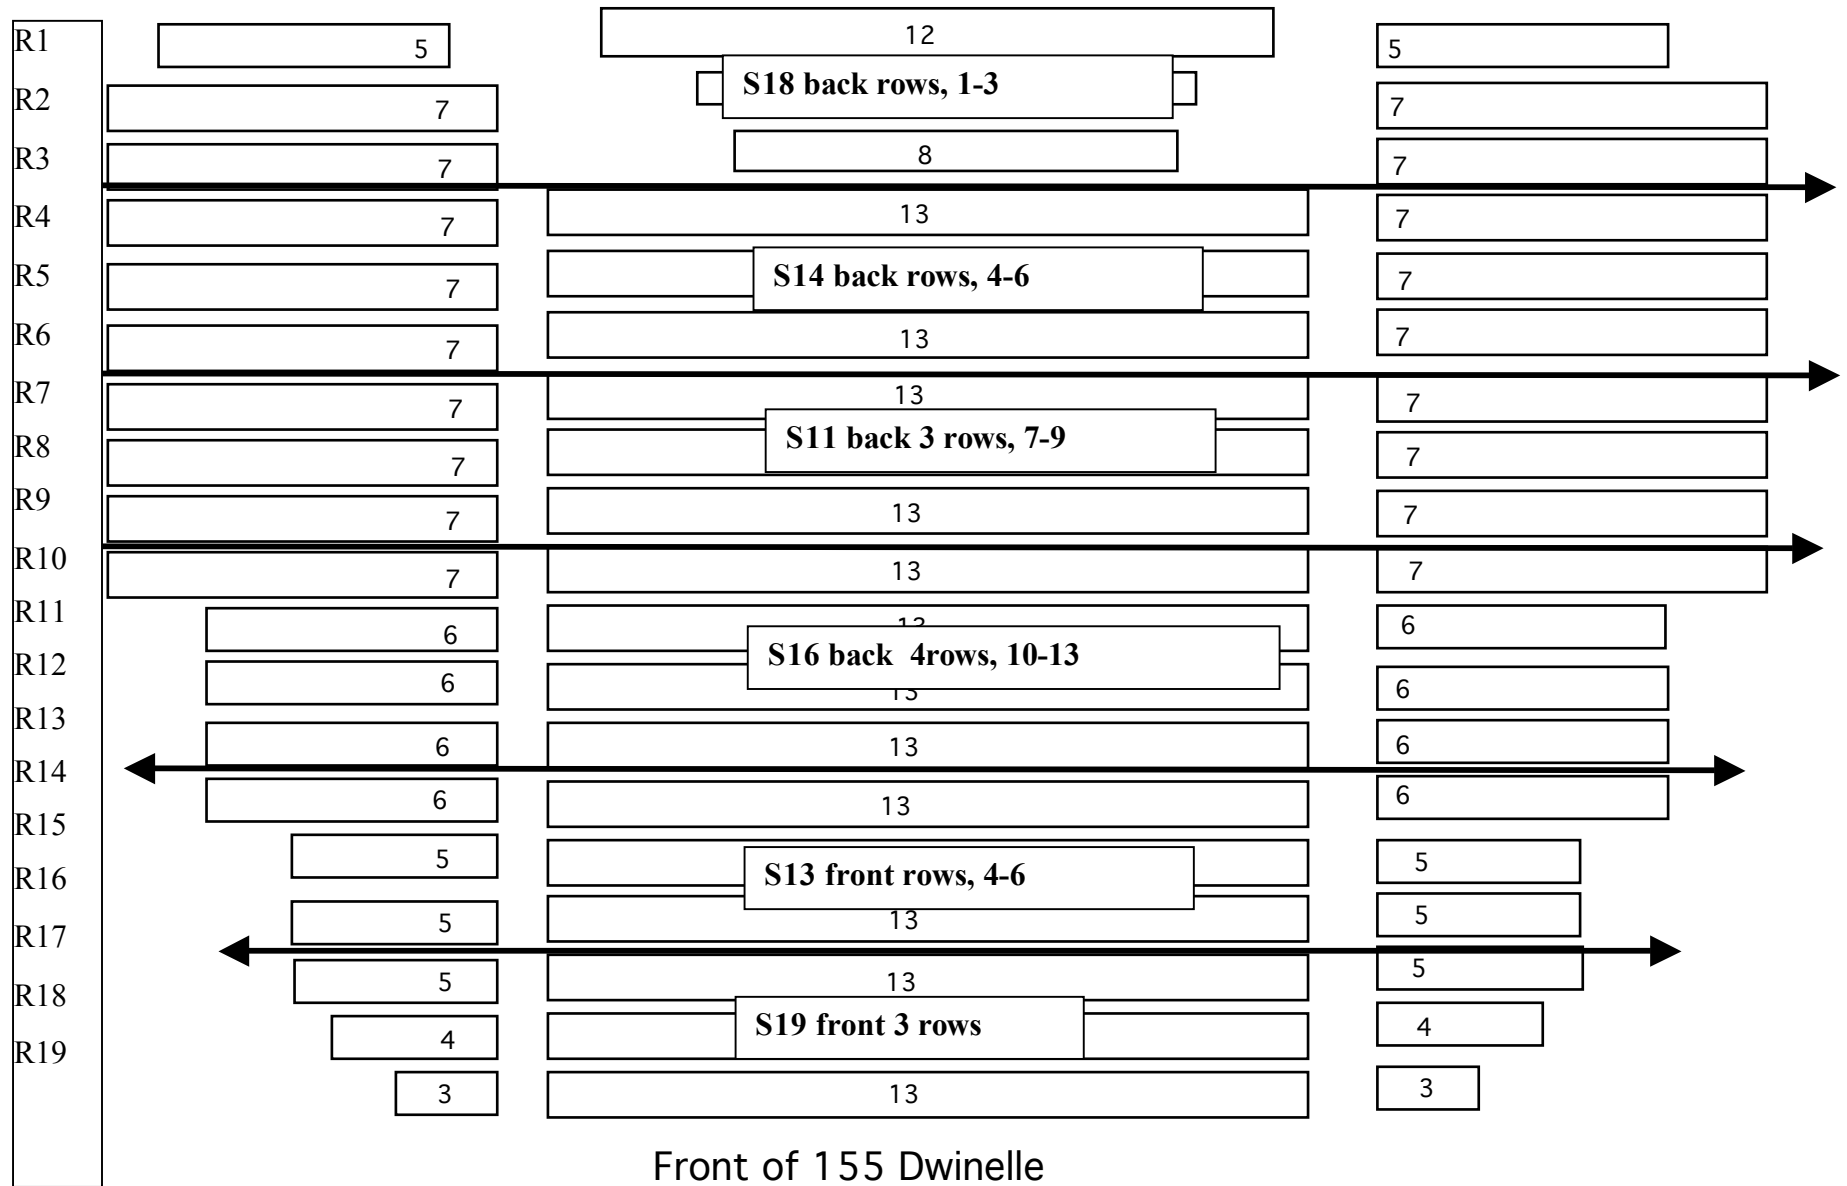 R1 5 12 5
S18 back rows, 1-3
R2 7 7
R3 7 8 7
R4 7 13 7
R5 7 S14 back rows, 4-6 7
R6 7 13 7
R7 7 13 7
R8 7 S11 back 3 rows, 7-9 7
R9 7 13 7
R10 7 13 7
R11 6 13 6
S16 back 4rows, 10-13
R12 6 13 6
R13 6 13 6
R14 6 13 6
R15 5 5
S13 front rows, 4-6
R16 5 13 5
R17 5 13 5
R18 4 S19 front 3 rows 4
R19 3 13 3
Front of 155 Dwinelle